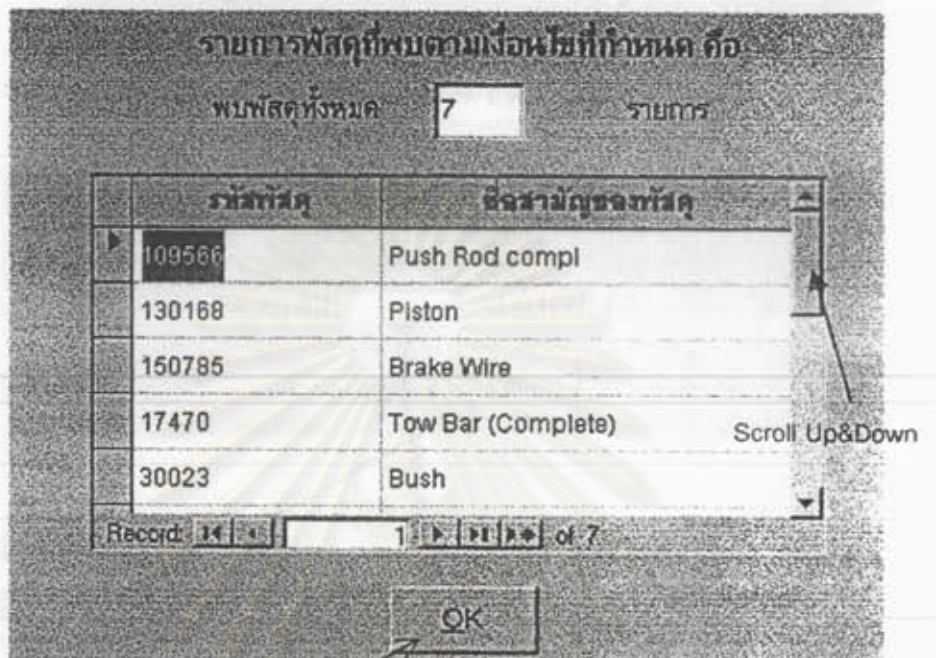 รายการพัสดุที่พบตามเงื่อนไขที่กำหนด คือ
พบพัสดุทั้งหมด 7 รายการ
รหัสพัสดุ ชื่อสามัญของพัสดุ
109566 Push Rod compl
130168 Piston
150785 Brake Wire
17470 Tow Bar (Complete)
Scroll Up&Down
30023 Bush
Record: 1 of 7
OK